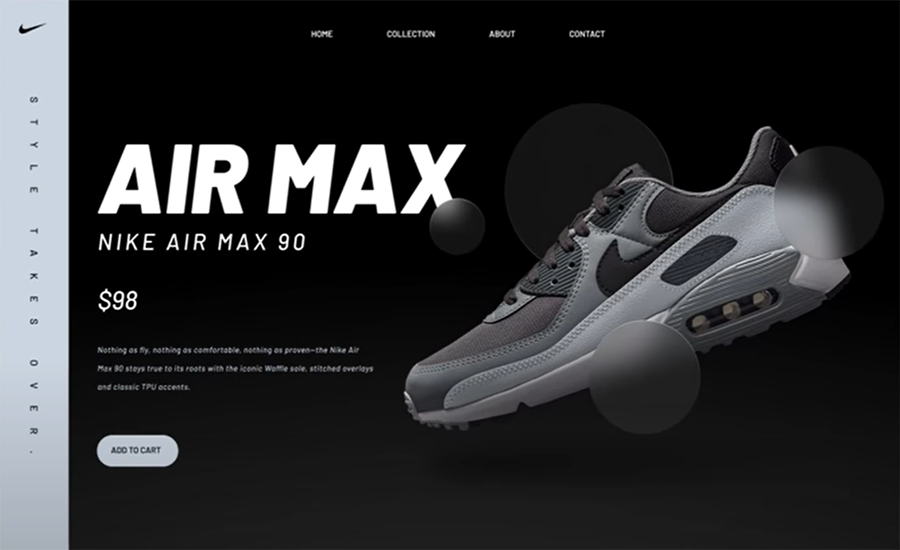 HOME COLLECTION ABOUT CONTACT
STYLE TAKES OVER.
AIR MAX
NIKE AIR MAX 90
$98
Nothing as fly, nothing as comfortable, nothing as proven–the Nike Air
Max 90 stays true to its roots with the iconic Waffle sole, stitched overlays
and classic TPU accents.
ADD TO CART